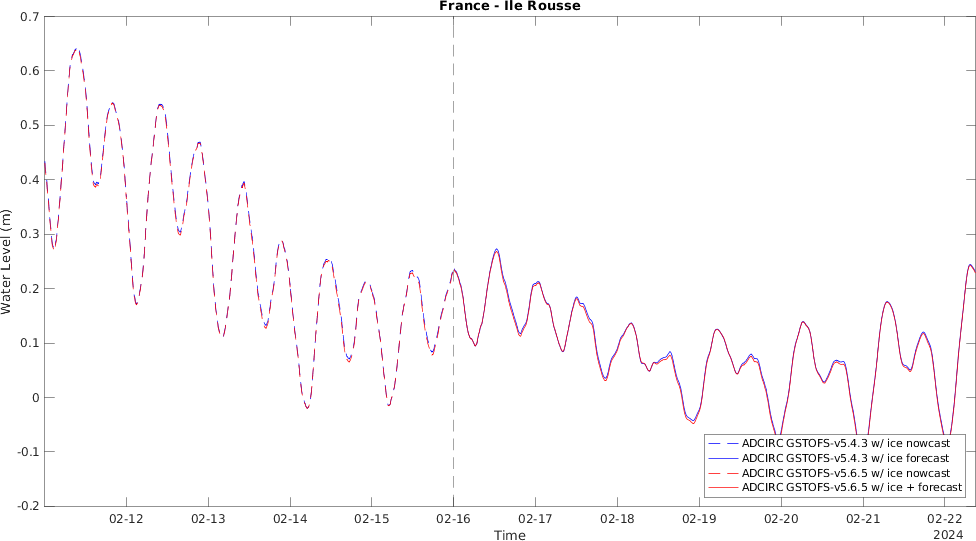 France - Ile Rousse
Water Level (m)
0.7
0.6
0.5
0.4
0.3
0.2
0.1
0
-0.1
-0.2
ADCIRC GSTOFS-v5.4.3 w/ ice nowcast
ADCIRC GSTOFS-v5.4.3 w/ ice forecast
ADCIRC GSTOFS-v5.6.5 w/ ice nowcast
ADCIRC GSTOFS-v5.6.5 w/ ice + forecast
02-12 02-13 02-14 02-15 02-16 02-17 02-18 02-19 02-20 02-21 02-22
Time
2024